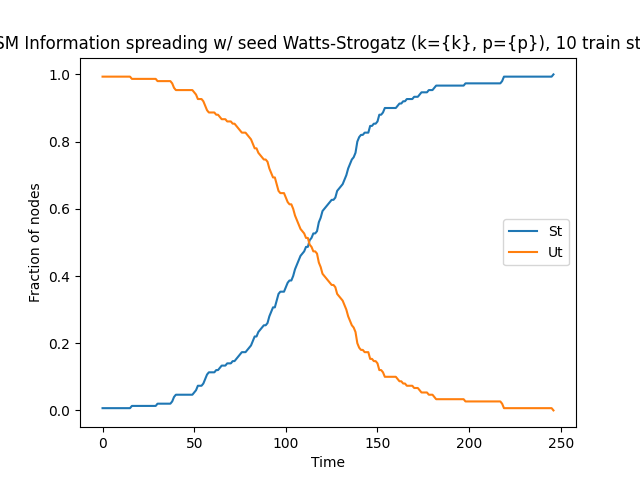 SM Information spreading w/ seed Watts-Strogatz (k={k}, p={p}), 10 train st
1.0
0.8
0.6
0.4
0.2
0.0
Fraction of nodes
St
Ut
0 50 100 150 200 250
Time